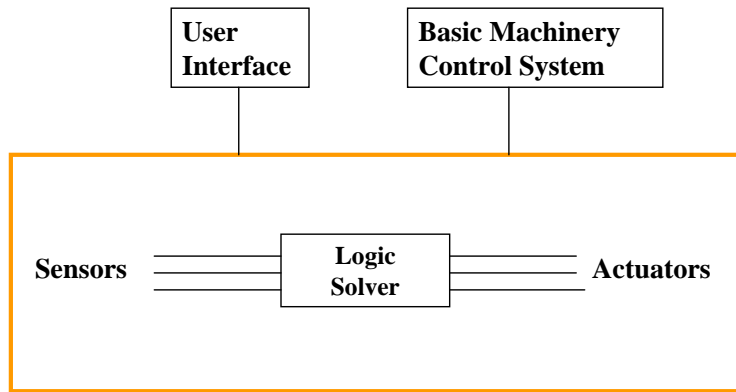 User
Interface
Basic Machinery
Control System
Sensors
Logic
Solver
Actuators